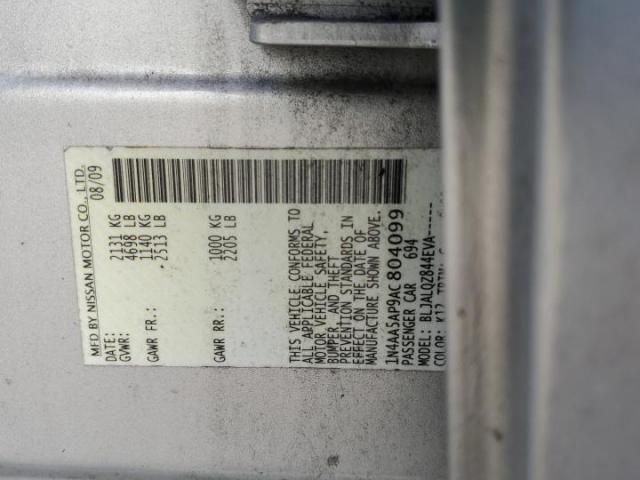 MFD BY NISSAN MOTOR CO., LTD.
DATE: 08/09
GVWR: 2131 KG
4698 LB
GAWR FR.: 1140 KG
2513 LB
GAWR RR.: 1000 KG
2205 LB
THIS VEHICLE CONFORMS TO
ALL APPLICABLE FEDERAL
MOTOR VEHICLE SAFETY,
BUMPER, AND THEFT
PREVENTION STANDARDS IN
EFFECT ON THE DATE OF
MANUFACTURE SHOWN ABOVE.
1N4AA5AP9AC804099
PASSENGER CAR 694
MODEL: BLJALQZ844EVA-----
COLOR: K12 TRIM: